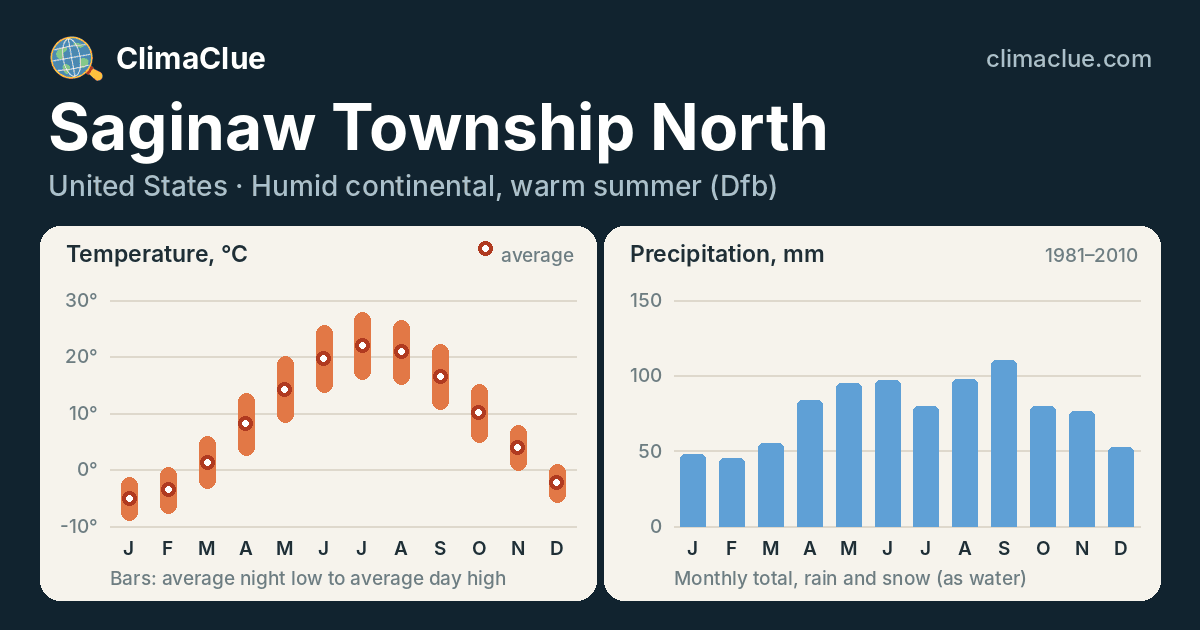 ClimaClue
climaclue.com
Saginaw Township North
United States · Humid continental, warm summer (Dfb)
Temperature, °C
average
30°
20°
10°
0°
-10°
J F M A M J J A S O N D
Bars: average night low to average day high
Precipitation, mm
1981–2010
150
100
50
0
J F M A M J J A S O N D
Monthly total, rain and snow (as water)